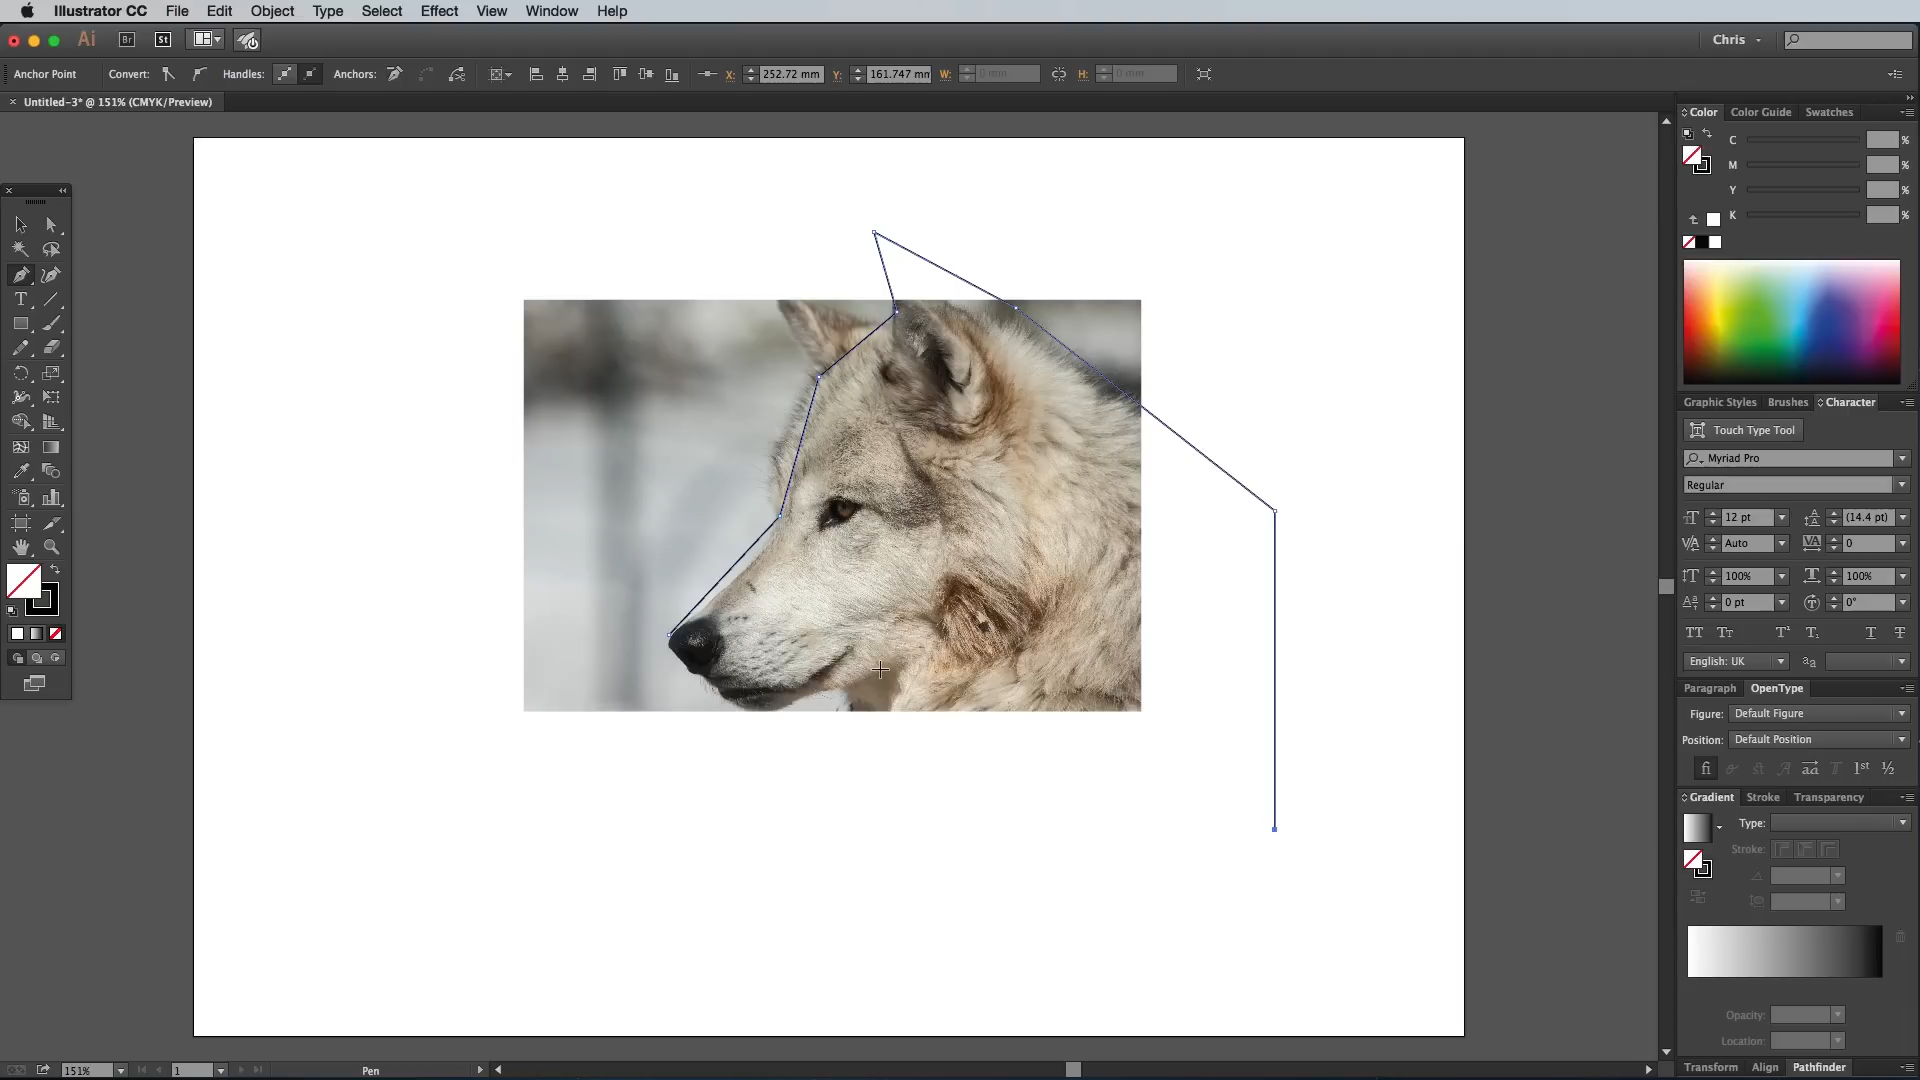 Illustrator CC File Edit Object Type Select Effect View Window Help
Ai Br St Chris
Anchor Point Convert: Handles: Anchors: X: 252.72 mm Y: 161.747 mm W: H:
× Untitled-3* @ 151% (CMYK/Preview)
Color Color Guide Swatches
C %
M %
Y %
K %
Graphic Styles Brushes Character
Touch Type Tool
Myriad Pro
Regular
12 pt (14.4 pt)
Auto 0
100% 100%
0 pt 0°
English: UK
Paragraph OpenType
Figure: Default Figure
Position: Default Position
Gradient Stroke Transparency
Type:
Stroke:
Opacity:
Location:
Transform Align Pathfinder
151% 1 Pen